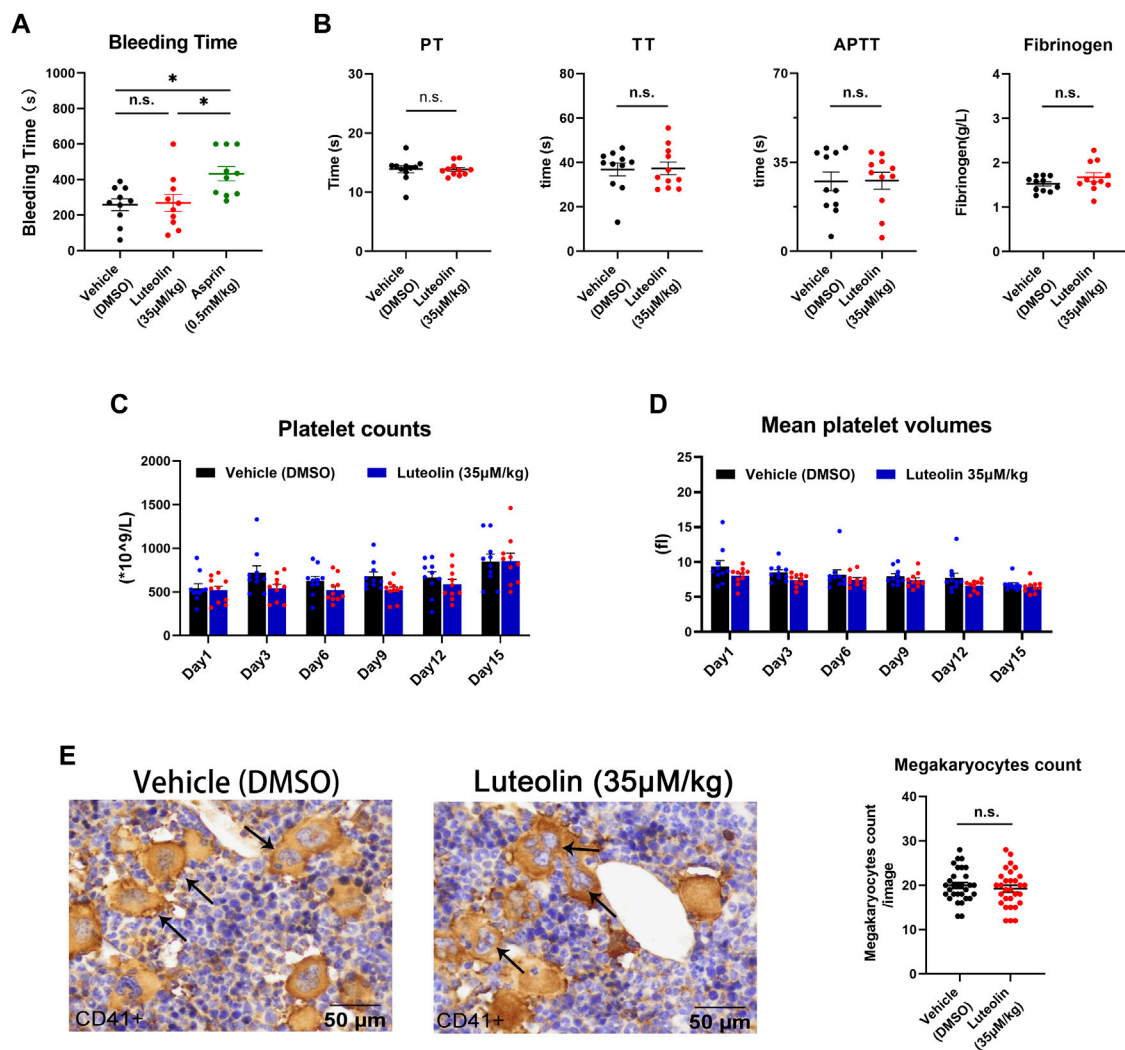 A
Bleeding Time
Bleeding Time (s)
1000
800
600
400
200
0
*
n.s.
*
Vehicle
(DMSO)
Luteolin
(35μM/kg)
Asprin
(0.5mM/kg)
B
PT
Time (s)
30
20
10
0
n.s.
Vehicle
(DMSO)
Luteolin
(35μM/kg)
TT
time (s)
80
60
40
20
0
n.s.
Vehicle
(DMSO)
Luteolin
(35μM/kg)
APTT
time (s)
70
35
0
n.s.
Vehicle
(DMSO)
Luteolin
(35μM/kg)
Fibrinogen
Fibrinogen(g/L)
4
3
2
1
0
n.s.
Vehicle
(DMSO)
Luteolin
(35μM/kg)
C
Platelet counts
(*10^9/L)
2000
1500
1000
500
0
Vehicle (DMSO)
Luteolin (35μM/kg)
Day1
Day3
Day6
Day9
Day12
Day15
D
Mean platelet volumes
(fl)
25
20
15
10
5
0
Vehicle (DMSO)
Luteolin 35μM/kg
Day1
Day3
Day6
Day9
Day12
Day15
E
Vehicle (DMSO)
CD41+
50 μm
Luteolin (35μM/kg)
CD41+
50 μm
Megakaryocytes count
Megakaryocytes count
/image
40
30
20
10
0
n.s.
Vehicle
(DMSO)
Luteolin
(35μM/kg)